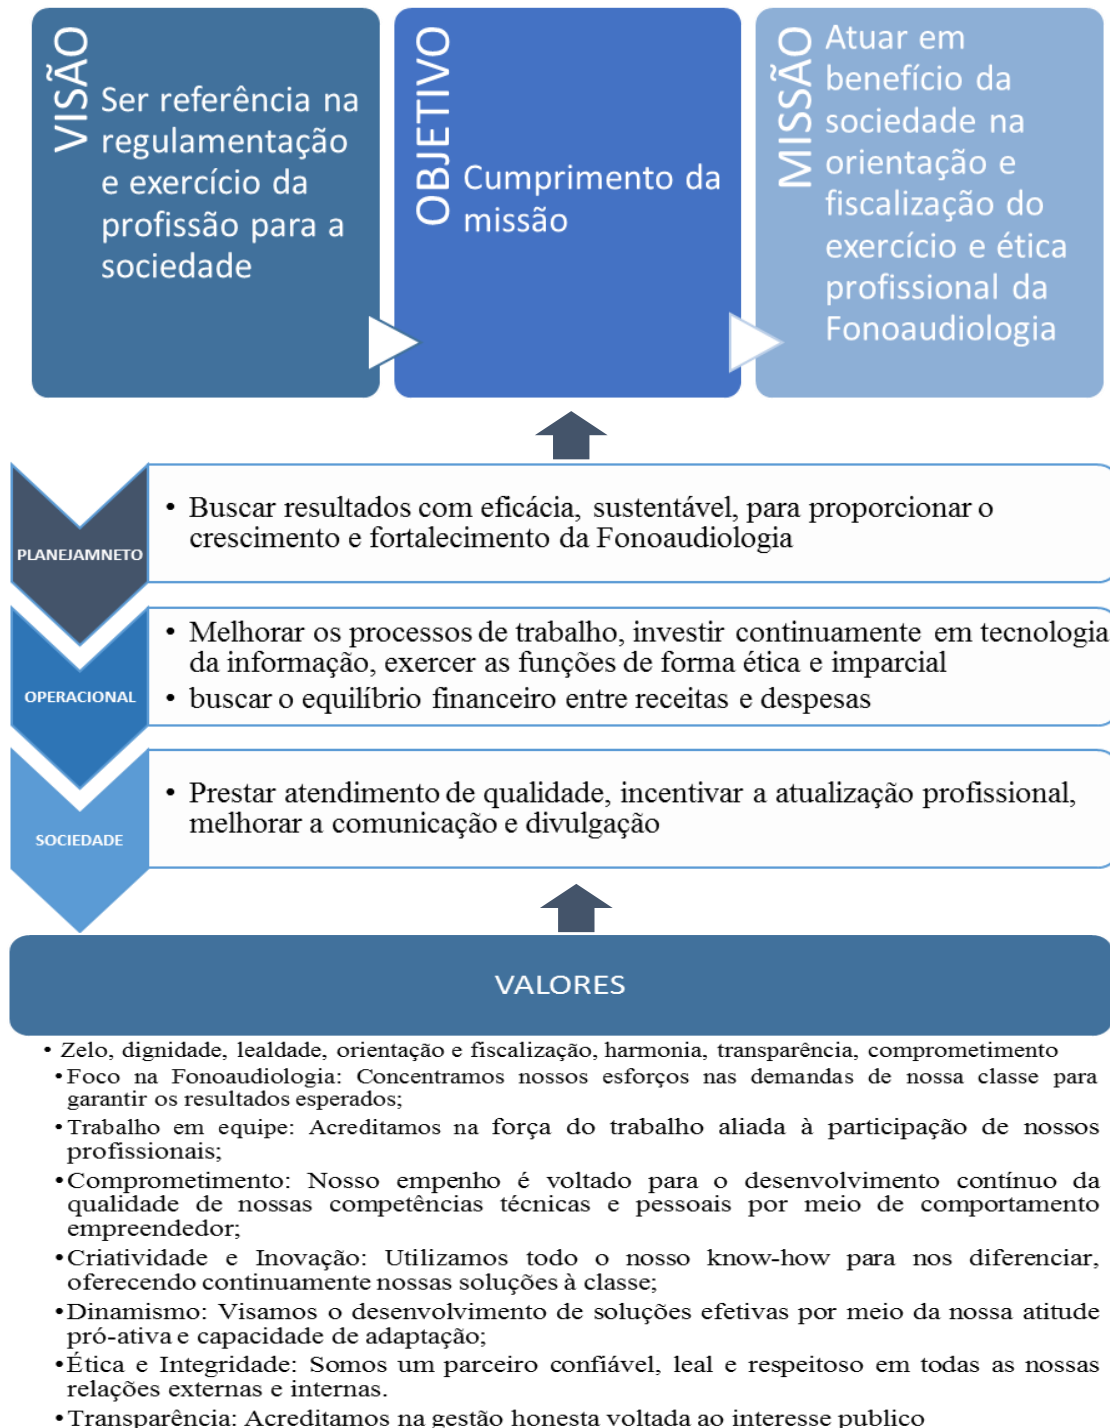 VISÃO
Ser referência na
regulamentação
e exercício da
profissão para a
sociedade
OBJETIVO
Cumprimento da
missão
MISSÃO
Atuar em
benefício da
sociedade na
orientação e
fiscalização do
exercício e ética
profissional da
Fonoaudiologia
PLANEJAMNETO
• Buscar resultados com eficácia, sustentável, para proporcionar o
crescimento e fortalecimento da Fonoaudiologia
OPERACIONAL
• Melhorar os processos de trabalho, investir continuamente em tecnologia
da informação, exercer as funções de forma ética e imparcial
• buscar o equilíbrio financeiro entre receitas e despesas
SOCIEDADE
• Prestar atendimento de qualidade, incentivar a atualização profissional,
melhorar a comunicação e divulgação
VALORES
• Zelo, dignidade, lealdade, orientação e fiscalização, harmonia, transparência, comprometimento
• Foco na Fonoaudiologia: Concentramos nossos esforços nas demandas de nossa classe para
garantir os resultados esperados;
• Trabalho em equipe: Acreditamos na força do trabalho aliada à participação de nossos
profissionais;
• Comprometimento: Nosso empenho é voltado para o desenvolvimento contínuo da
qualidade de nossas competências técnicas e pessoais por meio de comportamento
empreendedor;
• Criatividade e Inovação: Utilizamos todo o nosso know-how para nos diferenciar,
oferecendo continuamente nossas soluções à classe;
• Dinamismo: Visamos o desenvolvimento de soluções efetivas por meio da nossa atitude
pró-ativa e capacidade de adaptação;
• Ética e Integridade: Somos um parceiro confiável, leal e respeitoso em todas as nossas
relações externas e internas.
• Transparência: Acreditamos na gestão honesta voltada ao interesse publico